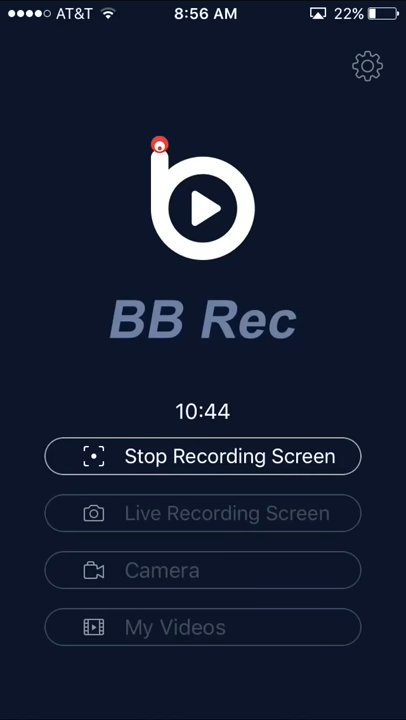 AT&T 8:56 AM 22%
BB Rec
10:44
Stop Recording Screen
Live Recording Screen
Camera
My Videos